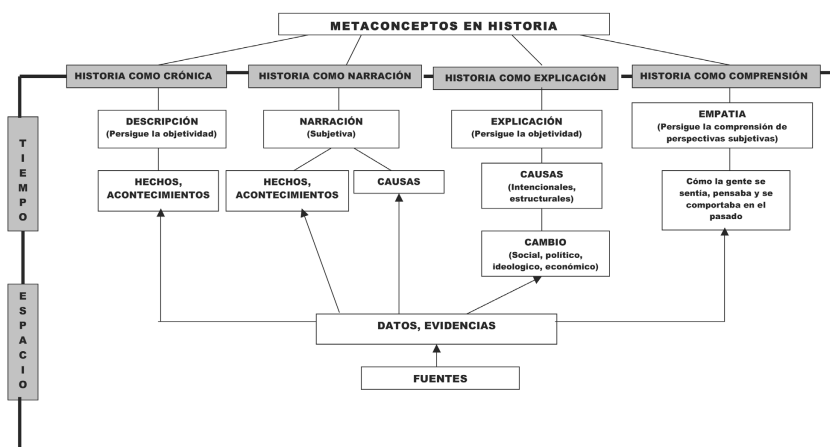 METACONCEPTOS EN HISTORIA
HISTORIA COMO CRÓNICA
HISTORIA COMO NARRACIÓN
HISTORIA COMO EXPLICACIÓN
HISTORIA COMO COMPRENSIÓN
DESCRIPCIÓN
(Persigue la objetividad)
NARRACIÓN
(Subjetiva)
EXPLICACIÓN
(Persigue la objetividad)
EMPATIA
(Persigue la comprensión de
perspectivas subjetivas)
TIEMPO
HECHOS,
ACONTECIMIENTOS
HECHOS,
ACONTECIMIENTOS
CAUSAS
CAUSAS
(Intencionales,
estructurales)
Cómo la gente se
sentía, pensaba y se
comportaba en el
pasado
CAMBIO
(Social, político,
ideologico, económico)
ESPACIO
DATOS, EVIDENCIAS
FUENTES